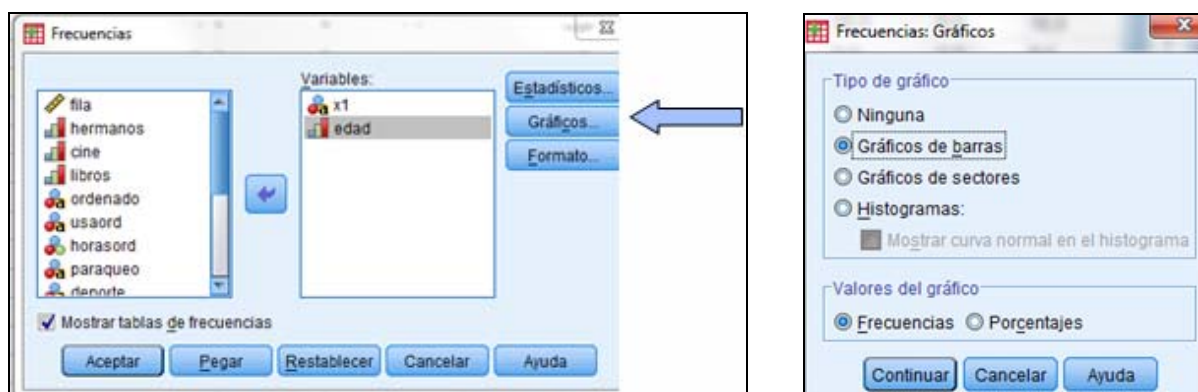 Frecuencias
Variables:
fila
hermanos
cine
libros
ordenado
usaord
horasord
paraqueo
deporte
x1
edad
Estadísticos...
Gráficos...
Formato...
Mostrar tablas de frecuencias
Aceptar Pegar Restablecer Cancelar Ayuda
Frecuencias: Gráficos
Tipo de gráfico
Ninguna
Gráficos de barras
Gráficos de sectores
Histogramas:
Mostrar curva normal en el histograma
Valores del gráfico
Frecuencias Porcentajes
Continuar Cancelar Ayuda